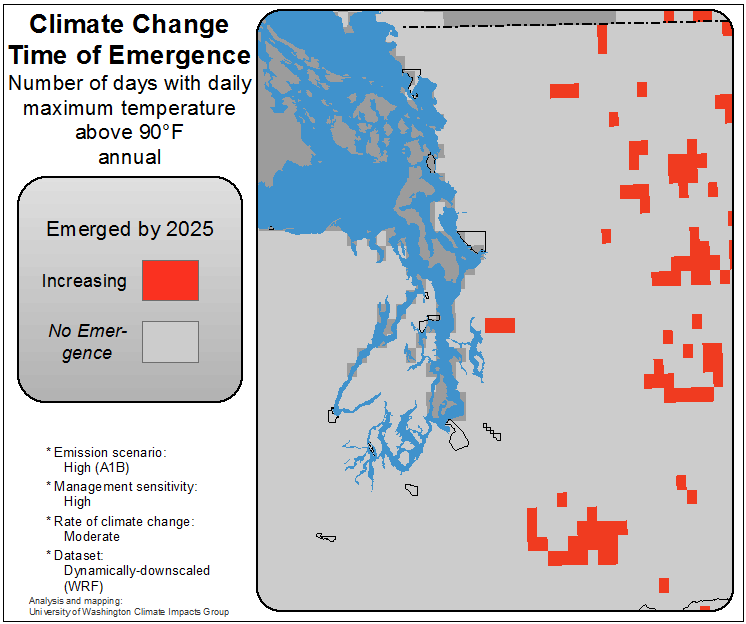 Climate Change
Time of Emergence
Number of days with daily
maximum temperature
above 90°F
annual
Emerged by 2025
Increasing
No Emer-
gence
* Emission scenario:
High (A1B)
* Management sensitivity:
High
* Rate of climate change:
Moderate
* Dataset:
Dynamically-downscaled
(WRF)
Analysis and mapping:
University of Washington Climate Impacts Group